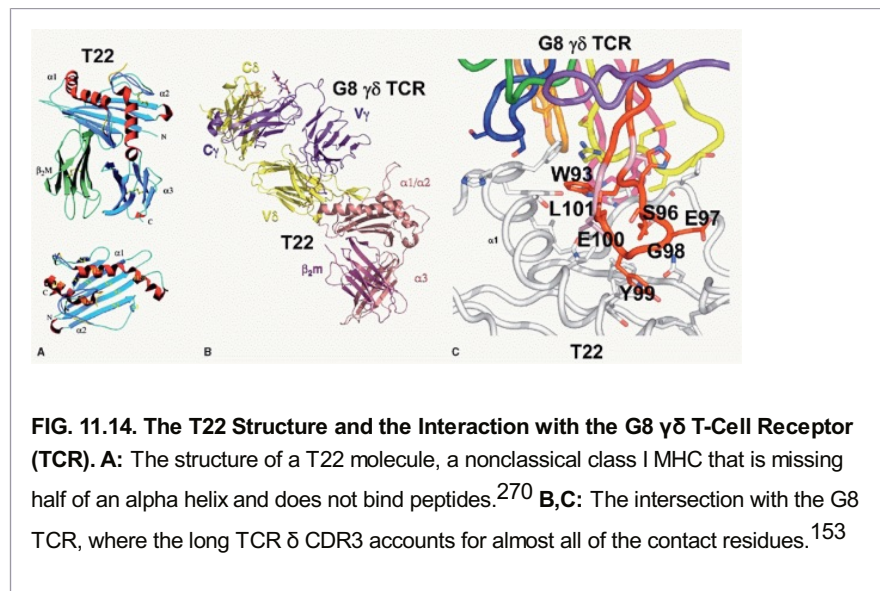 T22
α1
α2
N
β₂M
α3
C
α1
C
N
α2
A
Cδ
G8 γδ TCR
Vγ
Cγ
Vδ
α1/α2
T22
β₂m
α3
B
G8 γδ TCR
W93
L101
S96 E97
α1
E100
G98
Y99
C
T22
FIG. 11.14. The T22 Structure and the Interaction with the G8 γδ T-Cell Receptor
(TCR). A: The structure of a T22 molecule, a nonclassical class I MHC that is missing
half of an alpha helix and does not bind peptides.270 B,C: The intersection with the G8
TCR, where the long TCR δ CDR3 accounts for almost all of the contact residues.153